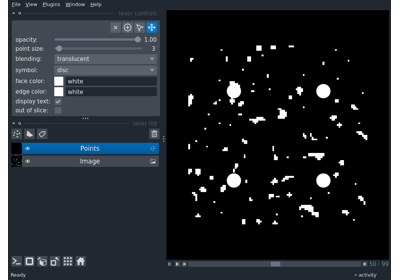 File View Plugins Window Help
layer controls
opacity: 1.00
point size: 3
blending: translucent
symbol: disc
face color: white
edge color: white
display text:
out of slice:
layer list
Points
Image
Ready
50 99
activity